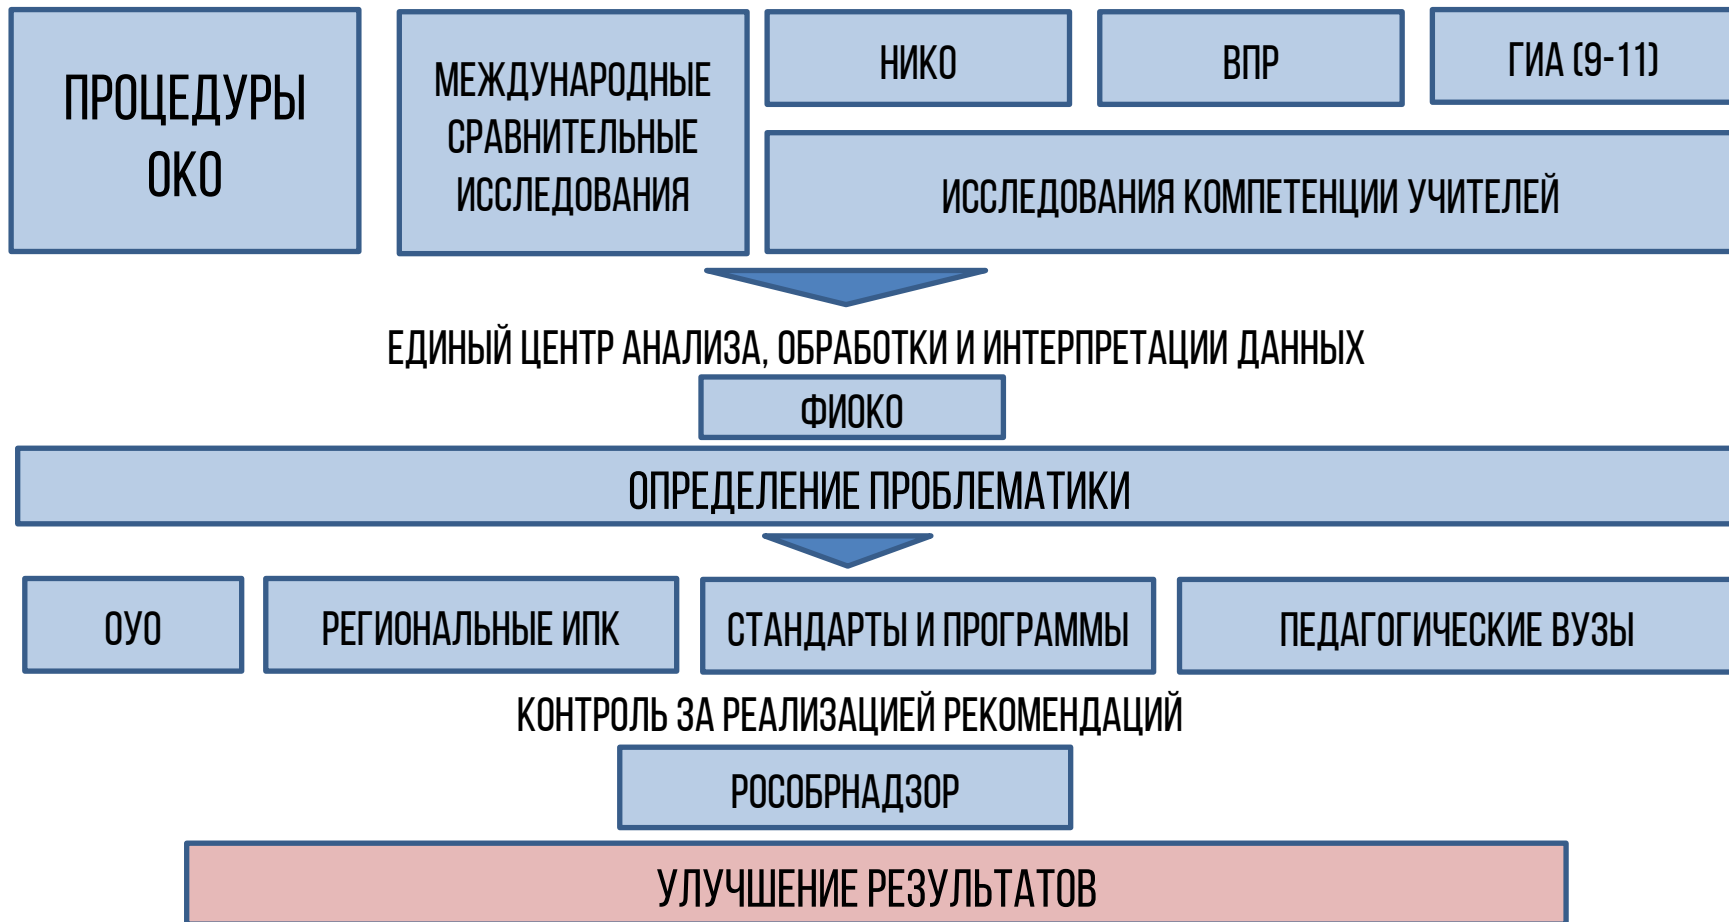 ПРОЦЕДУРЫ
ОКО
МЕЖДУНАРОДНЫЕ
СРАВНИТЕЛЬНЫЕ
ИССЛЕДОВАНИЯ
НИКО
ВПР
ГИА (9-11)
ИССЛЕДОВАНИЯ КОМПЕТЕНЦИИ УЧИТЕЛЕЙ
ЕДИНЫЙ ЦЕНТР АНАЛИЗА, ОБРАБОТКИ И ИНТЕРПРЕТАЦИИ ДАННЫХ
ФИОКО
ОПРЕДЕЛЕНИЕ ПРОБЛЕМАТИКИ
ОУО
РЕГИОНАЛЬНЫЕ ИПК
СТАНДАРТЫ И ПРОГРАММЫ
ПЕДАГОГИЧЕСКИЕ ВУЗЫ
КОНТРОЛЬ ЗА РЕАЛИЗАЦИЕЙ РЕКОМЕНДАЦИЙ
РОСОБРНАДЗОР
УЛУЧШЕНИЕ РЕЗУЛЬТАТОВ